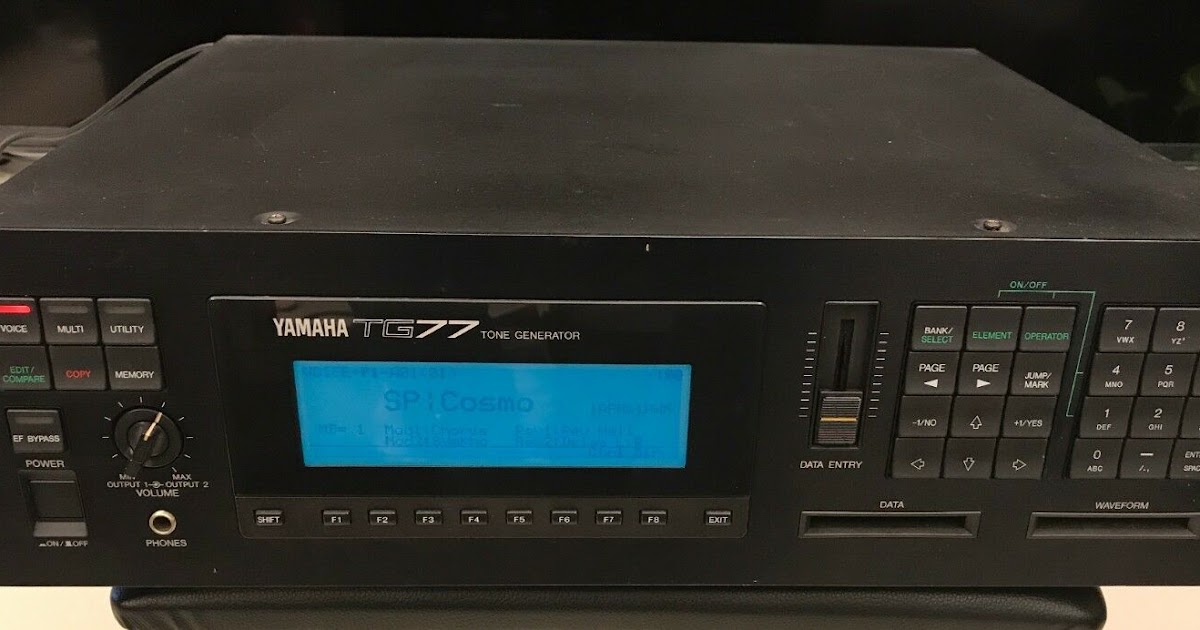 YAMAHA TG77 TONE GENERATOR
VOICE MULTI UTILITY
EDIT/COMPARE COPY MEMORY
EF BYPASS
POWER
ON / OFF
MIN MAX
OUTPUT 1 OUTPUT 2
VOLUME
PHONES
SP|Cosmo
SHIFT F1 F2 F3 F4 F5 F6 F7 F8 EXIT
DATA ENTRY
ON/OFF
BANK/SELECT ELEMENT OPERATOR
PAGE PAGE JUMP/MARK
-1/NO +1/YES
7 VWX 8
4 MNO 5 PQR
1 DEF 2 GHI
0 ABC — -/.,
DATA
WAVEFORM